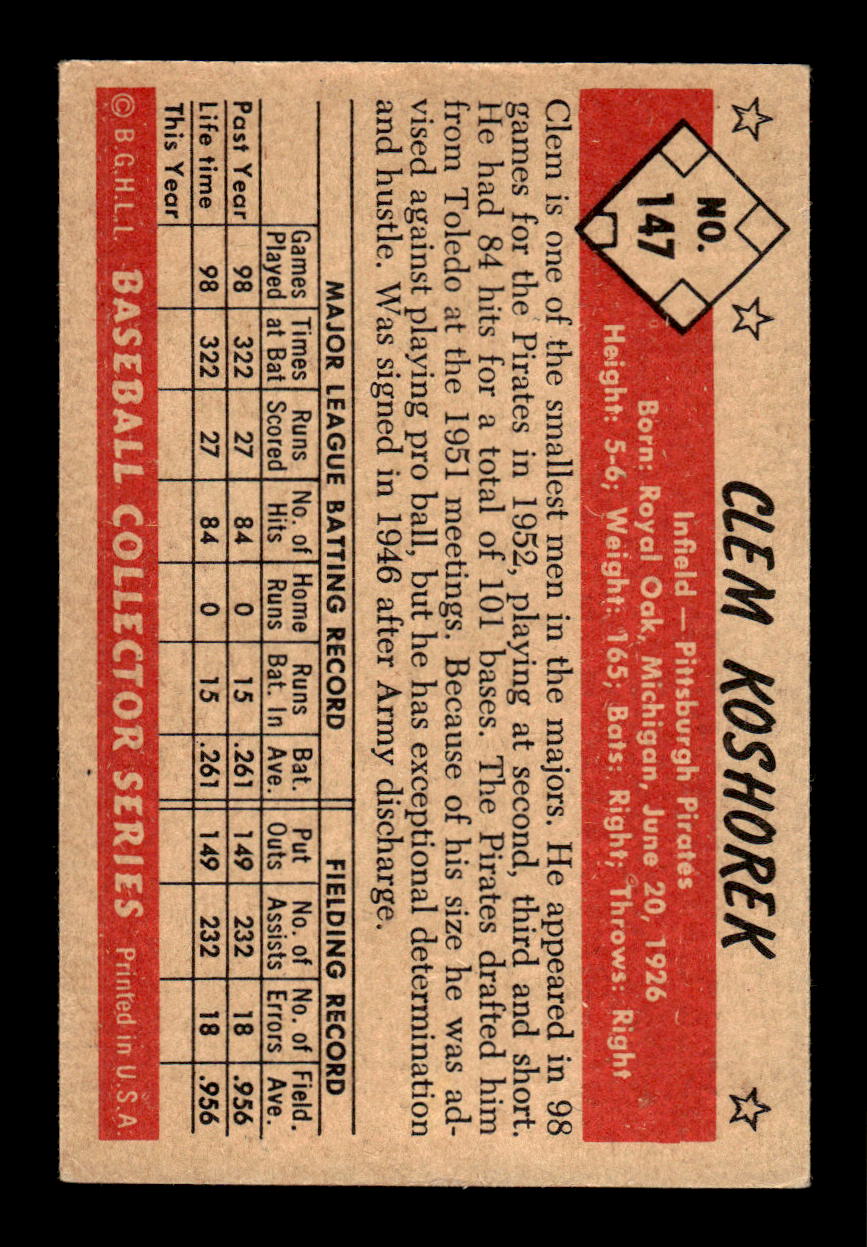 CLEM KOSHOREK
NO.
147
Infield — Pittsburgh Pirates
Born: Royal Oak, Michigan, June 20, 1926
Height: 5-6; Weight: 165; Bats: Right; Throws: Right
Clem is one of the smallest men in the majors. He appeared in 98
games for the Pirates in 1952, playing at second, third and short.
He had 84 hits for a total of 101 bases. The Pirates drafted him
from Toledo at the 1951 meetings. Because of his size he was ad-
vised against playing pro ball, but he has exceptional determination
and hustle. Was signed in 1946 after Army discharge.
MAJOR LEAGUE BATTING RECORD FIELDING RECORD
Games Times Runs No. of Home Runs Bat. Put No. of No. of Field.
Played at Bat Scored Hits Runs Bat. In Ave. Outs Assists Errors Ave.
Past Year 98 322 27 84 0 15 .261 149 232 18 .956
Life time 98 322 27 84 0 15 .261 149 232 18 .956
This Year
© B.G.H.L.I. BASEBALL COLLECTOR SERIES Printed in U.S.A.